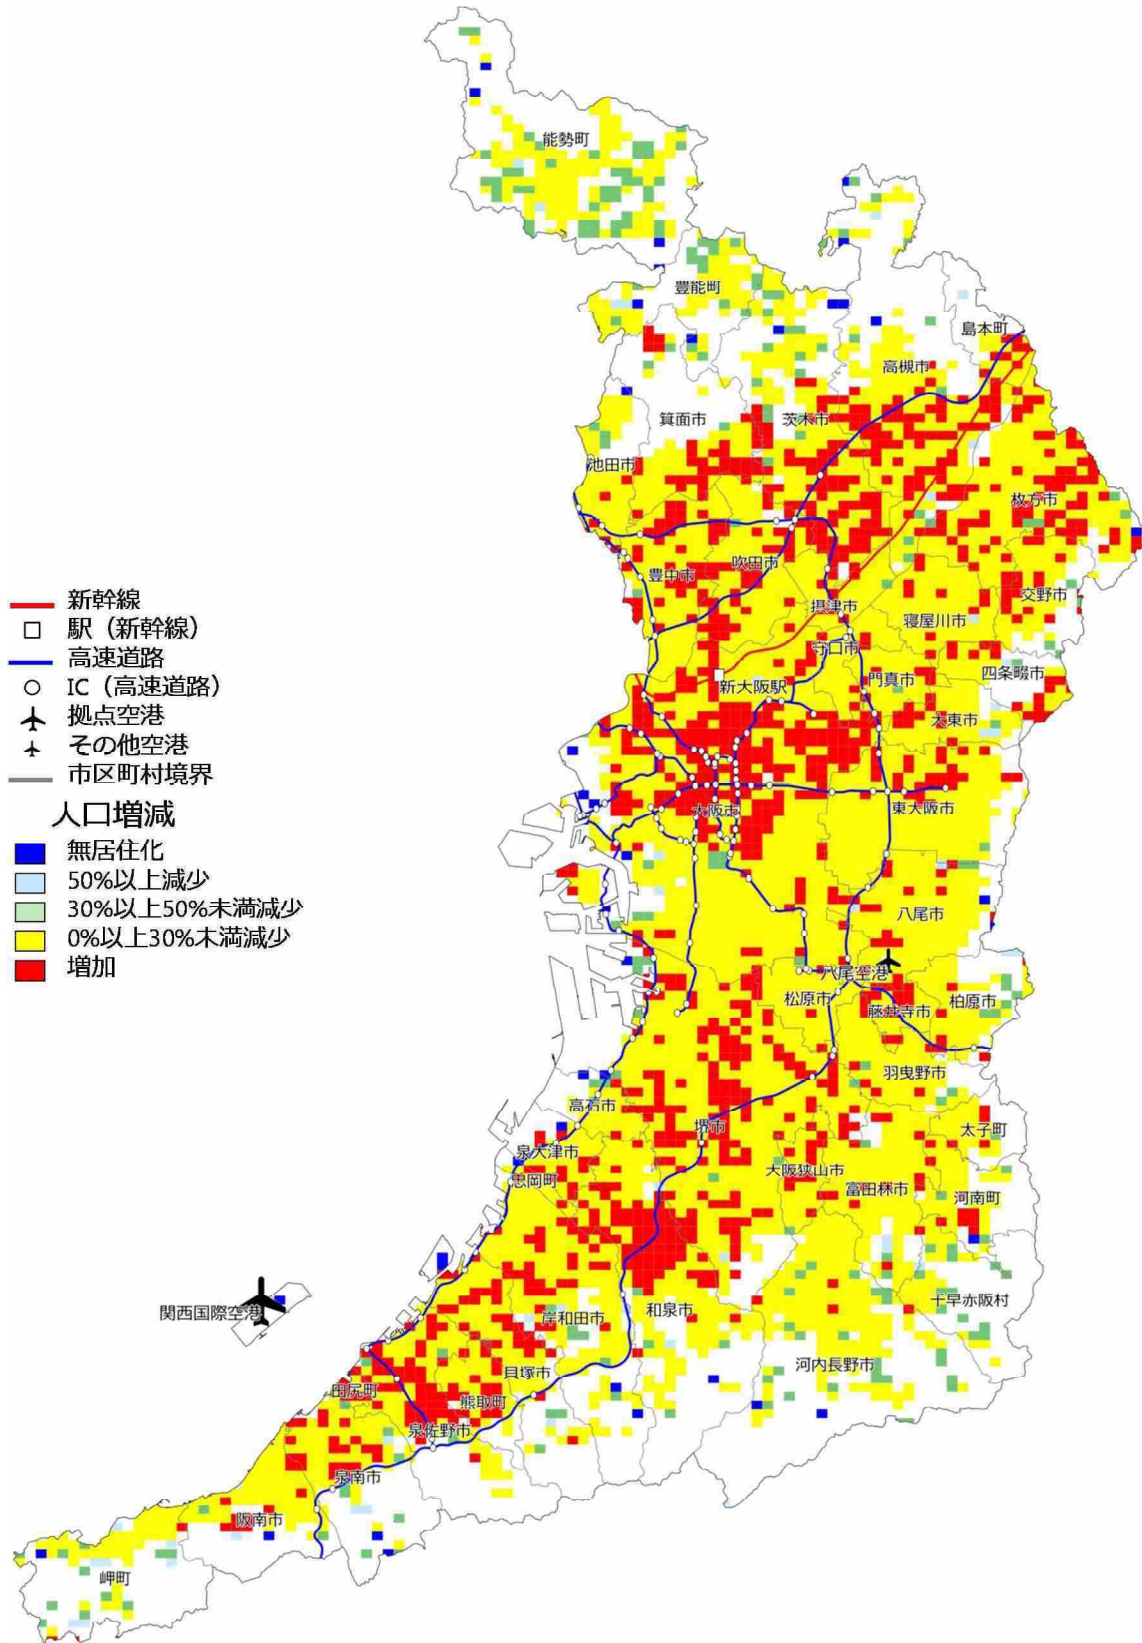 能勢町
豊能町
島本町
高槻市
箕面市
茨木市
池田市
枚方市
吹田市
豊中市
交野市
摂津市
寝屋川市
守口市
四条畷市
門真市
新大阪駅
大東市
大阪市
東大阪市
八尾市
八尾空港
松原市
柏原市
藤井寺市
羽曳野市
高石市
堺市
太子町
泉大津市
大阪狭山市
忠岡町
富田林市
河南町
千早赤阪村
関西国際空港
和泉市
岸和田市
河内長野市
貝塚市
田尻町
熊取町
泉佐野市
泉南市
阪南市
岬町
新幹線
駅（新幹線）
高速道路
IC（高速道路）
拠点空港
その他空港
市区町村境界
人口増減
無居住化
50%以上減少
30%以上50%未満減少
0%以上30%未満減少
増加